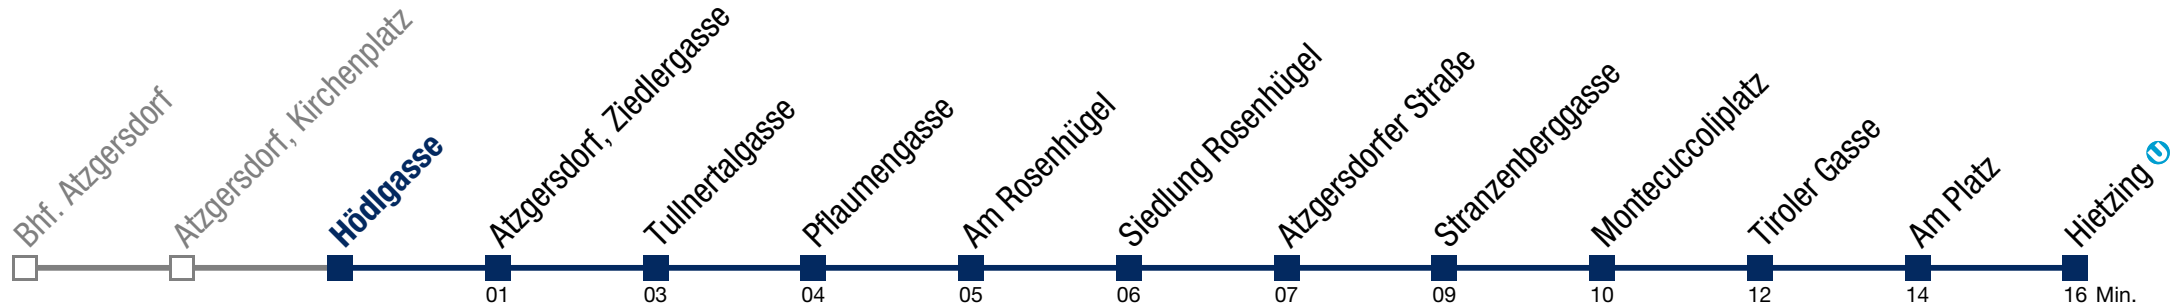 Bhf. Atzgersdorf
Atzgersdorf, Kirchenplatz
Hödlgasse
Atzgersdorf, Ziedlergasse
Tullnertalgasse
Pflaumengasse
Am Rosenhügel
Siedlung Rosenhügel
Atzgersdorfer Straße
Stranzenberggasse
Montecuccoliplatz
Tiroler Gasse
Am Platz
Hietzing U
01 03 04 05 06 07 09 10 12 14 16 Min.